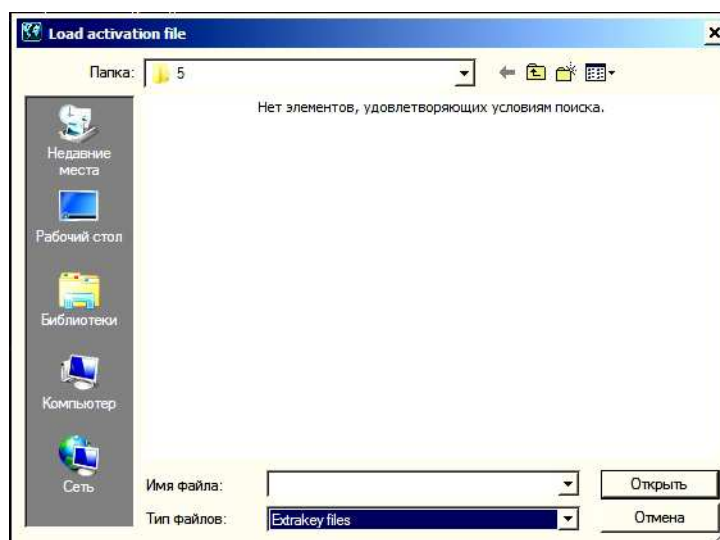 Load activation file
Папка: 5
Нет элементов, удовлетворяющих условиям поиска.
Недавние
места
Рабочий стол
Библиотеки
Компьютер
Сеть
Имя файла:
Открыть
Тип файлов: Extrakey files
Отмена